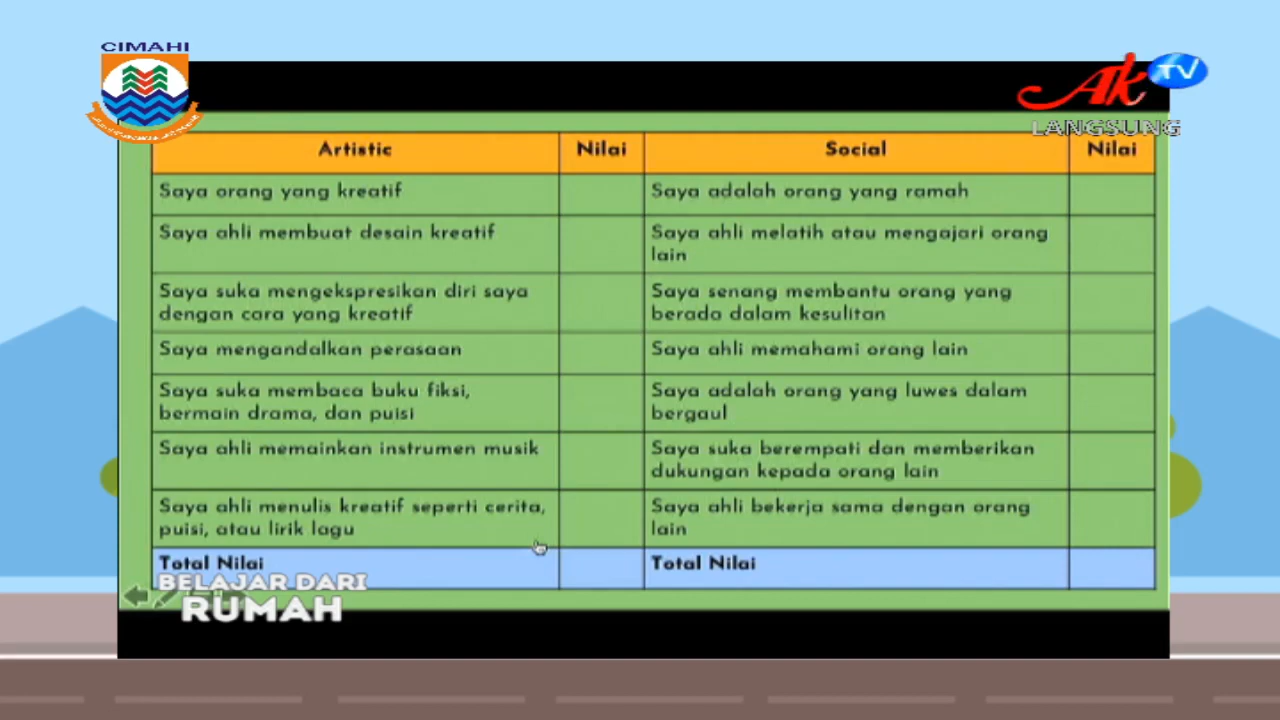 CIMAHI
Ak TV
LANGSUNG
Artistic
Nilai
Social
Nilai
Saya orang yang kreatif
Saya adalah orang yang ramah
Saya ahli membuat desain kreatif
Saya ahli melatih atau mengajari orang
lain
Saya suka mengekspresikan diri saya
dengan cara yang kreatif
Saya senang membantu orang yang
berada dalam kesulitan
Saya mengandalkan perasaan
Saya ahli memahami orang lain
Saya suka membaca buku fiksi,
bermain drama, dan puisi
Saya adalah orang yang luwes dalam
bergaul
Saya ahli memainkan instrumen musik
Saya suka berempati dan memberikan
dukungan kepada orang lain
Saya ahli menulis kreatif seperti cerita,
puisi, atau lirik lagu
Saya ahli bekerja sama dengan orang
lain
Total Nilai
Total Nilai
BELAJAR DARI
RUMAH